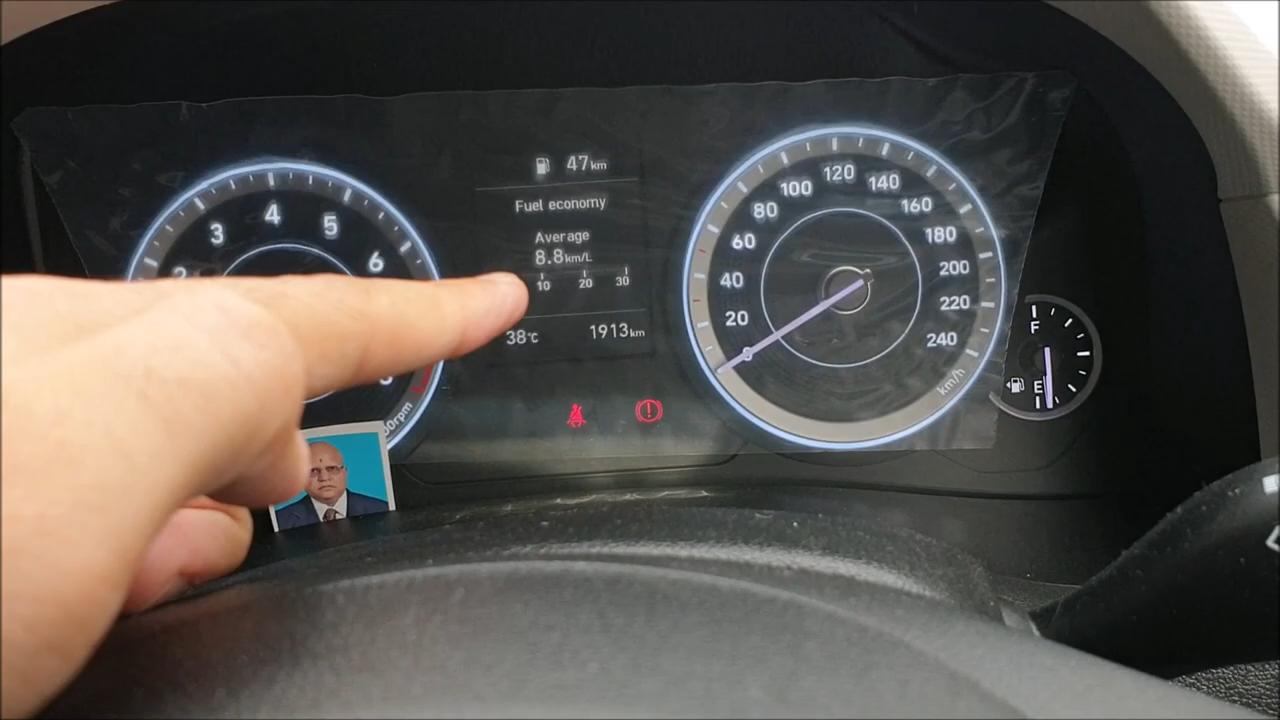 47km
Fuel economy
Average
8.8km/L
10 20 30
38°C 1913km
3 4 5 6
00rpm
20 40 60 80 100 120 140 160 180 200 220 240
km/h
F
E